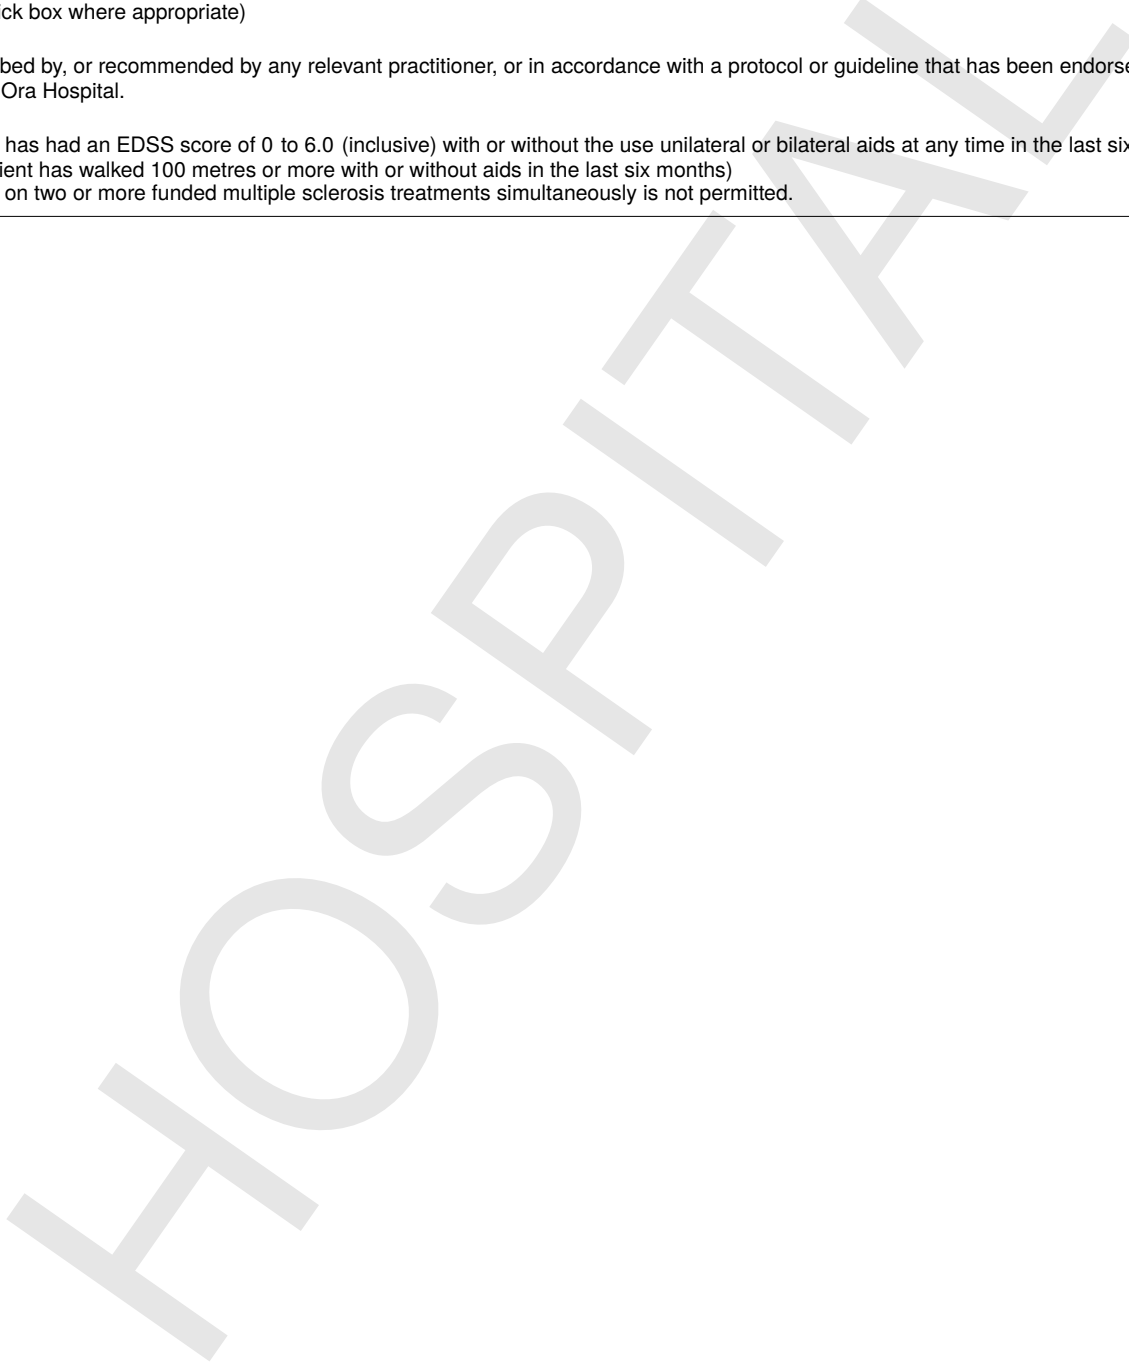 ick box where appropriate)
bed by, or recommended by any relevant practitioner, or in accordance with a protocol or guideline that has been endorse
Ora Hospital.
has had an EDSS score of 0 to 6.0 (inclusive) with or without the use unilateral or bilateral aids at any time in the last six
ient has walked 100 metres or more with or without aids in the last six months)
on two or more funded multiple sclerosis treatments simultaneously is not permitted.
HOSPITAL